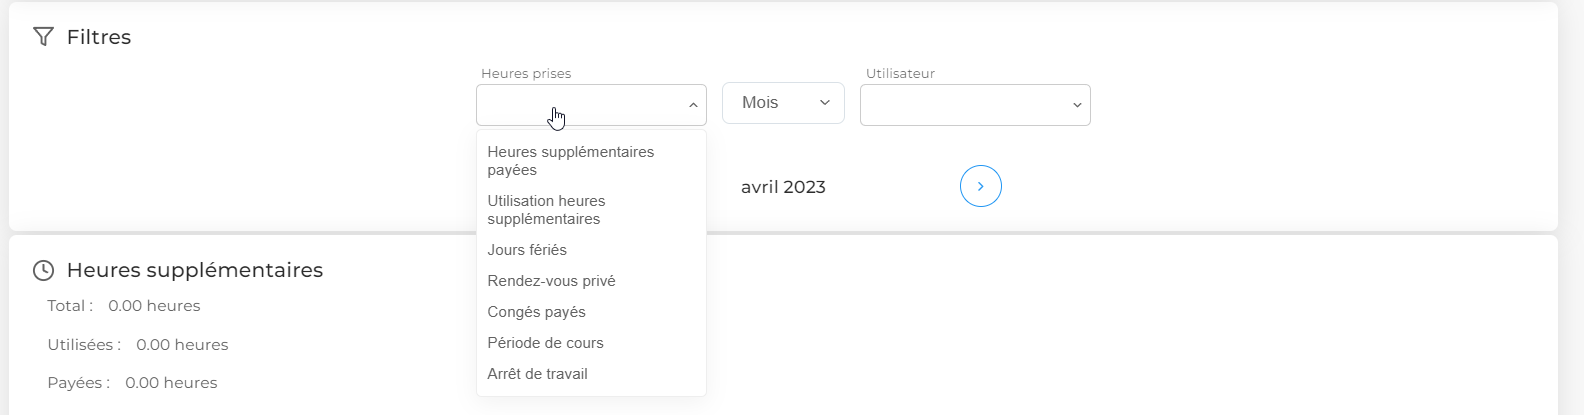 Filtres
Heures prises
Utilisateur
Mois
Heures supplémentaires
payées
Utilisation heures
supplémentaires
Jours fériés
Rendez-vous privé
Congés payés
Période de cours
Arrêt de travail
avril 2023
Heures supplémentaires
Total : 0.00 heures
Utilisées : 0.00 heures
Payées : 0.00 heures